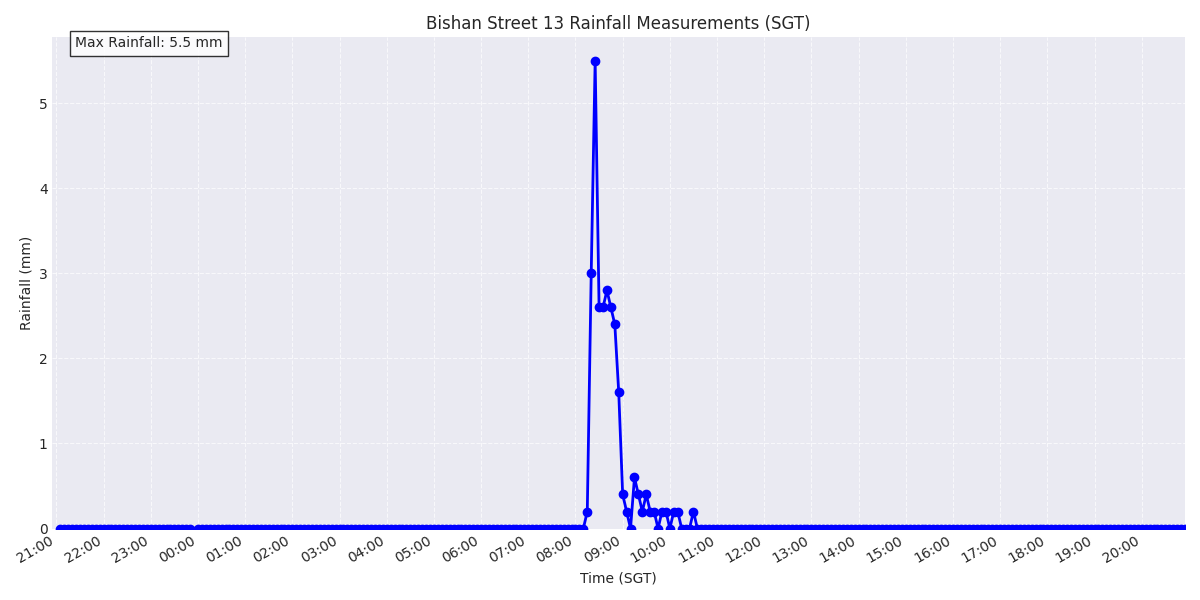 Bishan Street 13 Rainfall Measurements (SGT)
Max Rainfall: 5.5 mm
Rainfall (mm)
5
4
3
2
1
0
21:00 22:00 23:00 00:00 01:00 02:00 03:00 04:00 05:00 06:00 07:00 08:00 09:00 10:00 11:00 12:00 13:00 14:00 15:00 16:00 17:00 18:00 19:00 20:00
Time (SGT)